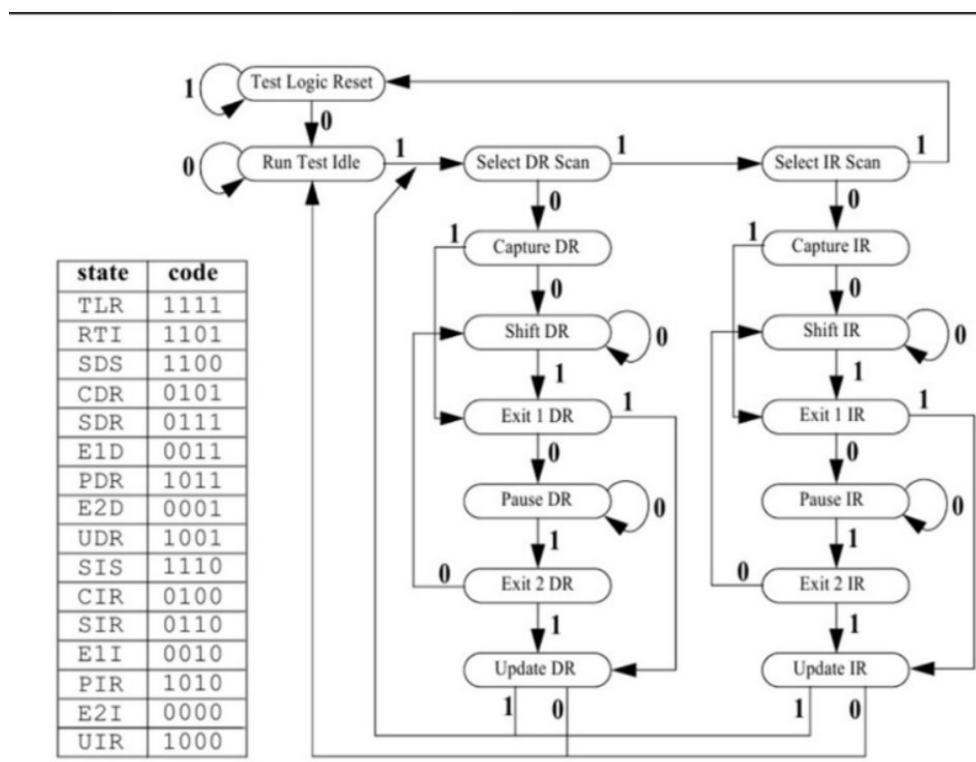 1
Test Logic Reset
0
0
Run Test Idle
1
Select DR Scan
1
Select IR Scan
1
0
0
1
Capture DR
1
Capture IR
0
0
Shift DR
0
Shift IR
0
1
1
Exit 1 DR
1
Exit 1 IR
1
0
0
Pause DR
0
Pause IR
0
1
1
0
Exit 2 DR
0
Exit 2 IR
1
1
Update DR
Update IR
1
0
1
0
state code
TLR 1111
RTI 1101
SDS 1100
CDR 0101
SDR 0111
E1D 0011
PDR 1011
E2D 0001
UDR 1001
SIS 1110
CIR 0100
SIR 0110
E1I 0010
PIR 1010
E2I 0000
UIR 1000